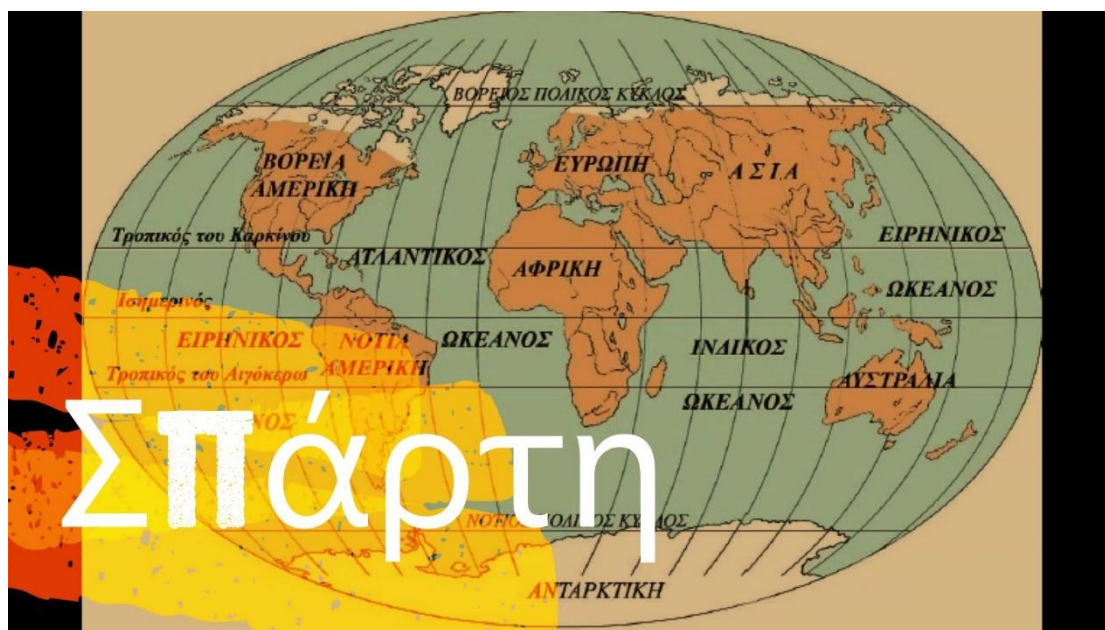 ΒΟΡΕΙΟΣ ΠΟΛΙΚΟΣ ΚΥΚΛΟΣ
ΒΟΡΕΙΑ
ΑΜΕΡΙΚΗ
ΕΥΡΩΠΗ
ΑΣΙΑ
Τροπικός του Καρκίνου
ΑΤΛΑΝΤΙΚΟΣ
ΑΦΡΙΚΗ
ΕΙΡΗΝΙΚΟΣ
ΩΚΕΑΝΟΣ
Ισημερινός
ΕΙΡΗΝΙΚΟΣ
ΝΟΤΙΑ
ΑΜΕΡΙΚΗ
ΩΚΕΑΝΟΣ
ΙΝΔΙΚΟΣ
ΩΚΕΑΝΟΣ
Τροπικός του Αιγόκερω
ΑΥΣΤΡΑΛΙΑ
Σπάρτη
ΚΥΚΛΟΣ
ΑΝΤΑΡΚΤΙΚΗ